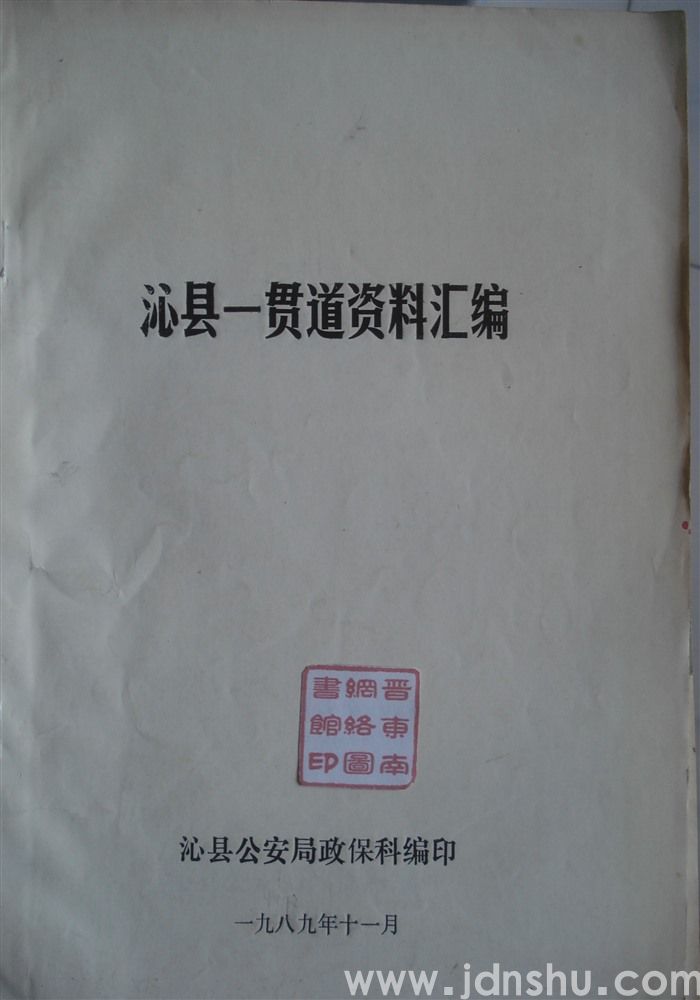 沁县一贯道资料汇编
晋东南
網絡圖
書館印
沁县公安局政保科编印
一九八九年十一月
www.jdnshu.com